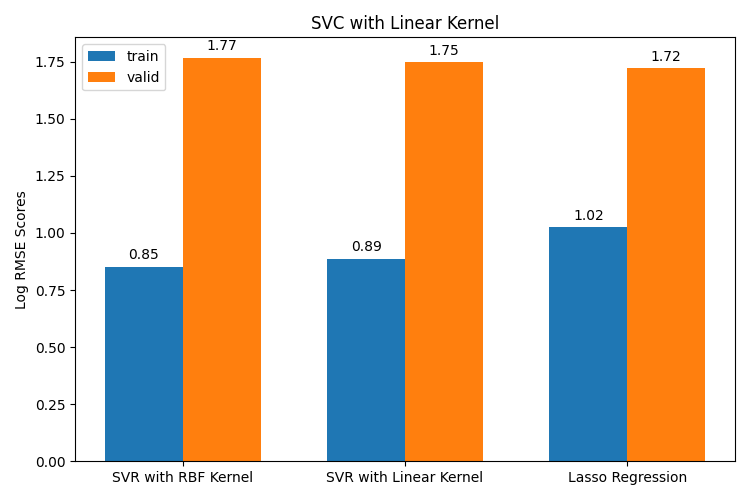 SVC with Linear Kernel
train
valid
Log RMSE Scores
1.75
1.50
1.25
1.00
0.75
0.50
0.25
0.00
0.85
1.77
0.89
1.75
1.02
1.72
SVR with RBF Kernel
SVR with Linear Kernel
Lasso Regression